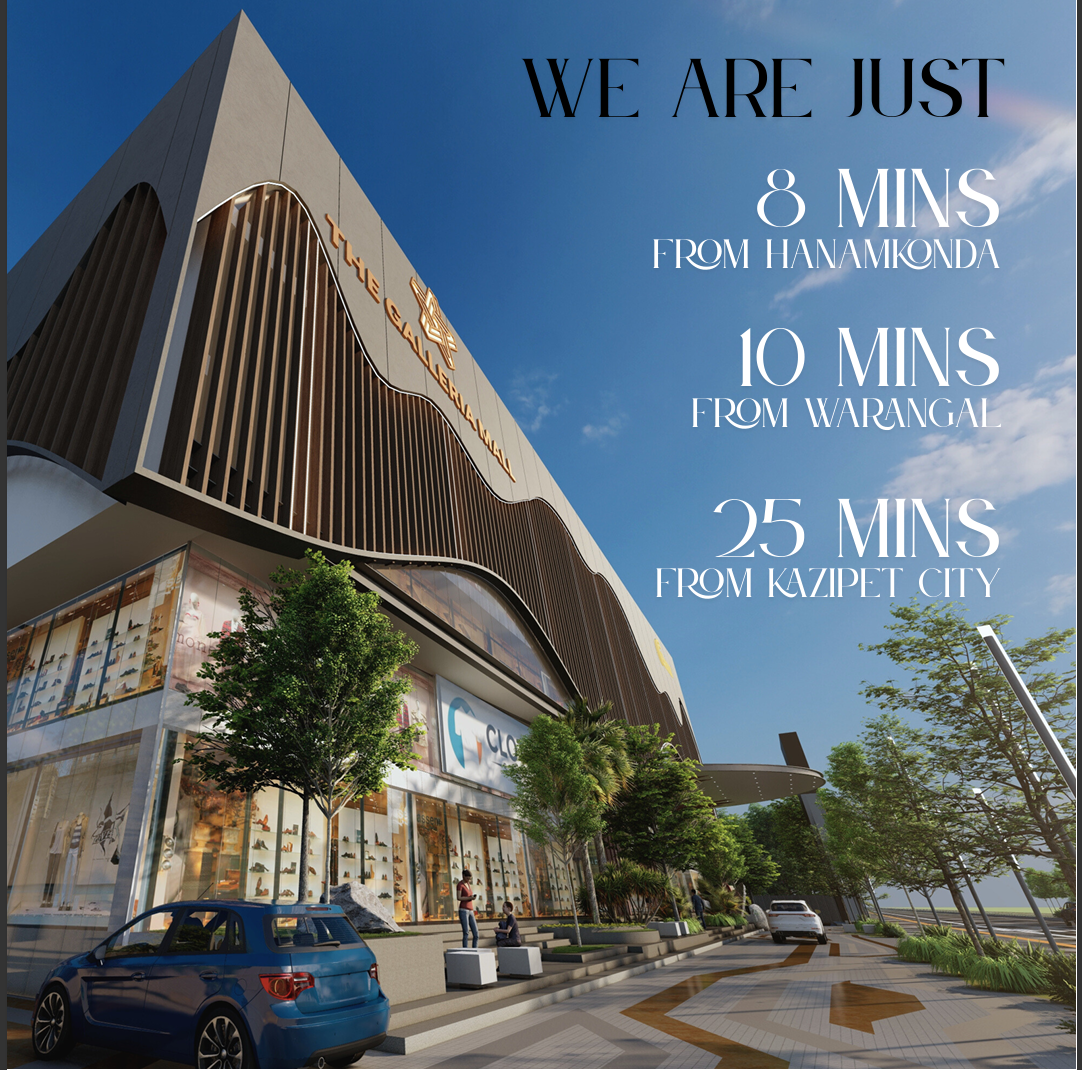 WE ARE JUST
8 MINS
FROM HANAMKONDA
10 MINS
FROM WARANGAL
25 MINS
FROM KAZIPET CITY
THE GALLERIA MALL
CLO